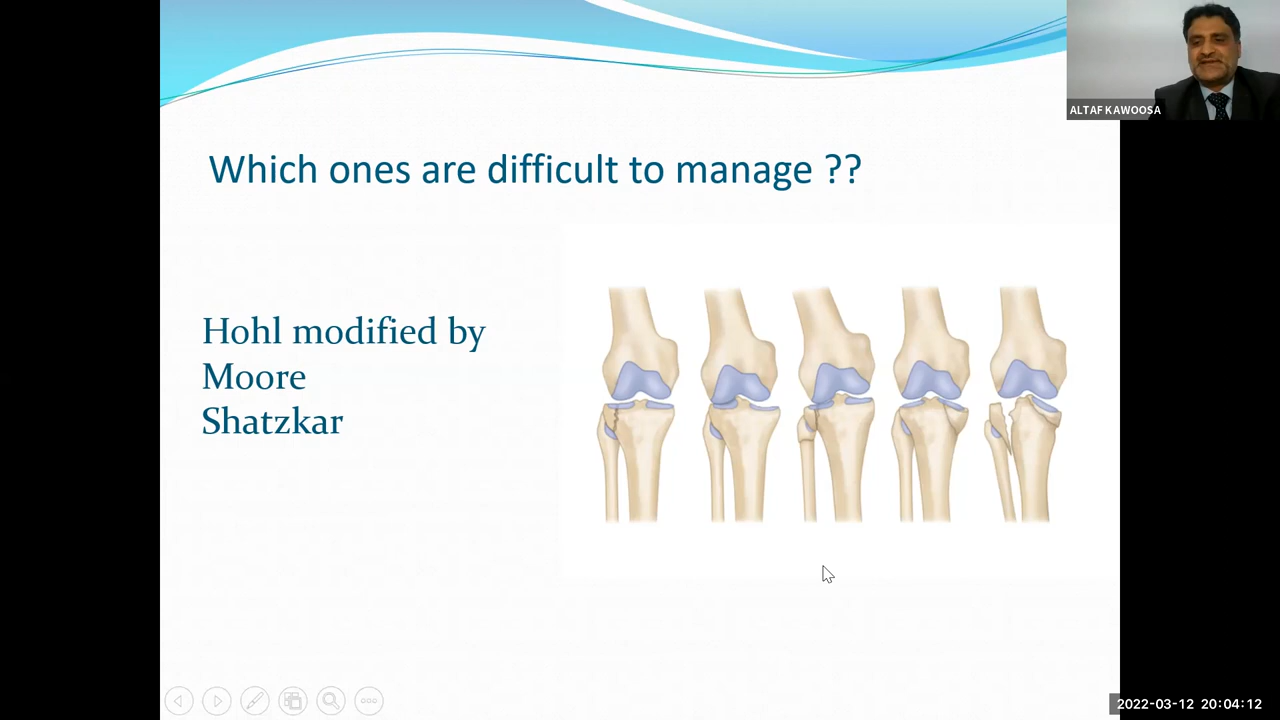 ALTAF KAWOOSA
Which ones are difficult to manage ??
Hohl modified by
Moore
Shatzkar
2022-03-12 20:04:12